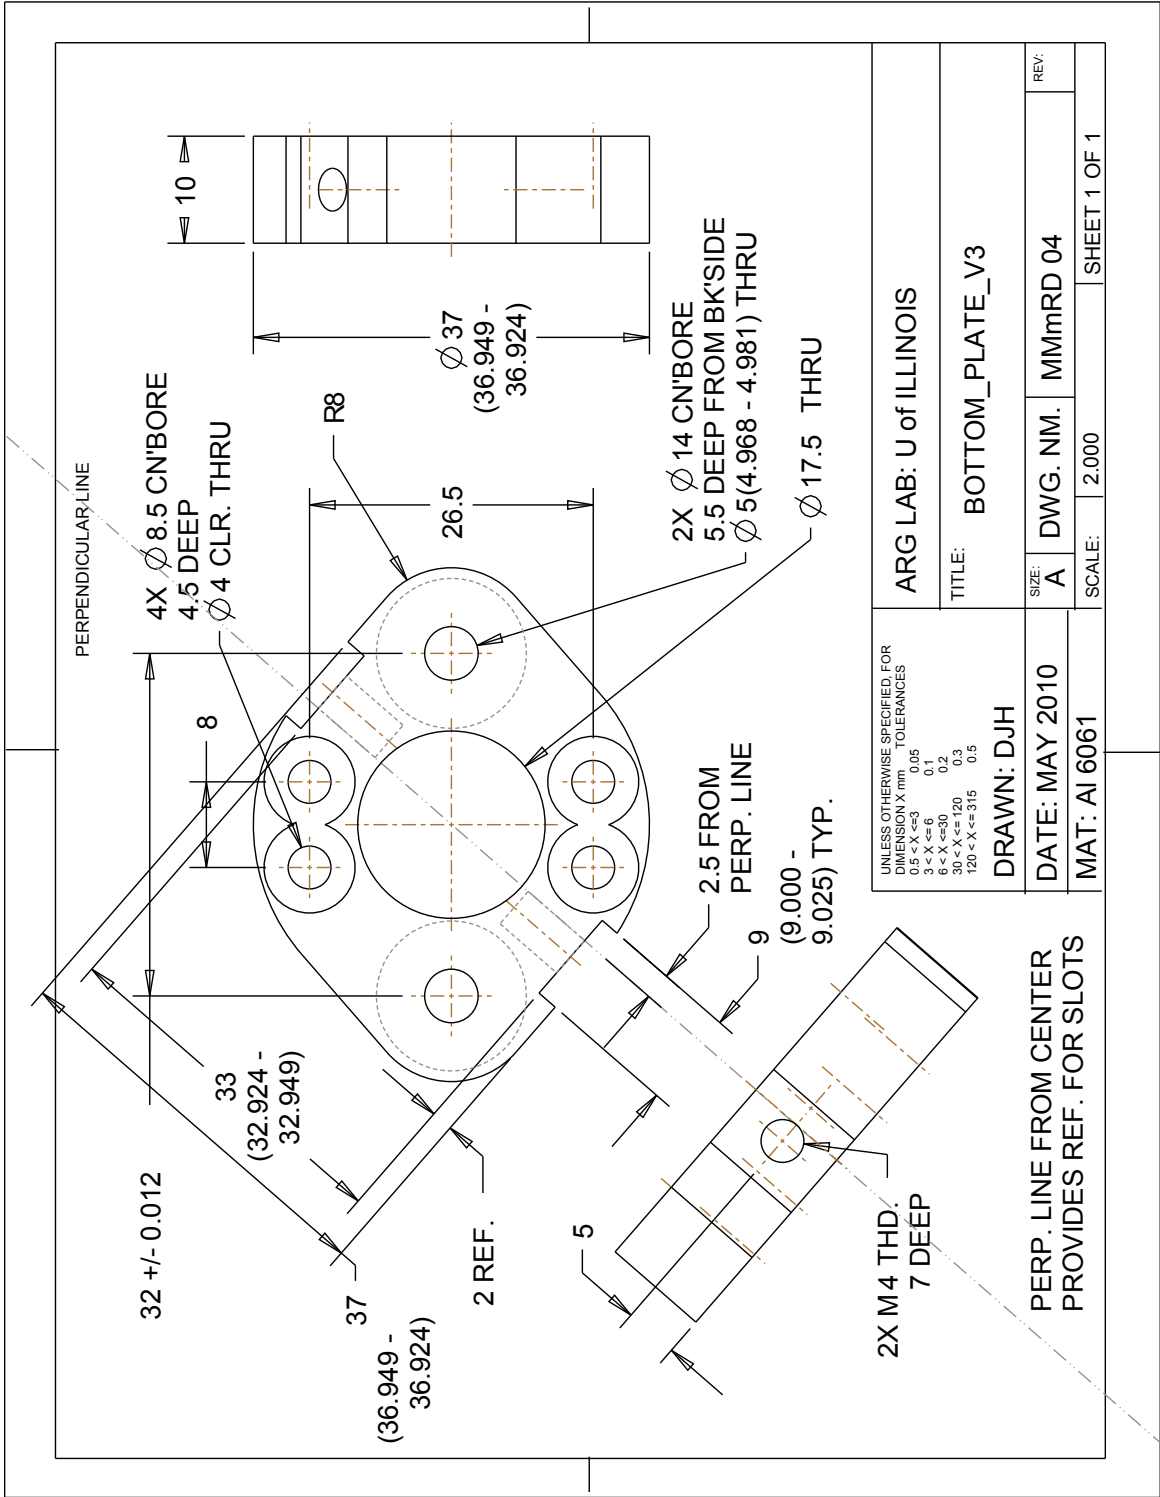 PERPENDICULAR LINE
4X Ø 8.5 CN'BORE
4.5 DEEP
Ø 4 CLR. THRU
10
Ø 37
(36.949 -
36.924)
R8
26.5
8
32 +/- 0.012
33
(32.924 -
32.949)
37
(36.949 -
36.924)
2 REF.
2X Ø 14 CN'BORE
5.5 DEEP FROM BK'SIDE
Ø 5(4.968 - 4.981) THRU
Ø 17.5 THRU
2.5 FROM
PERP. LINE
9
(9.000 -
9.025) TYP.
5
2X M4 THD.
7 DEEP
PERP. LINE FROM CENTER
PROVIDES REF. FOR SLOTS
UNLESS OTHERWISE SPECIFIED, FOR
DIMENSION X mm TOLERANCES
0.5 < X <=3 0.05
3 < X <= 6 0.1
6 < X <=30 0.2
30 < X <= 120 0.3
120 < X <= 315 0.5
DRAWN: DJH
DATE: MAY 2010
MAT: Al 6061
ARG LAB: U of ILLINOIS
TITLE:
BOTTOM_PLATE_V3
SIZE:
A
DWG. NM.
MMmRD 04
REV:
SCALE:
2.000
SHEET 1 OF 1